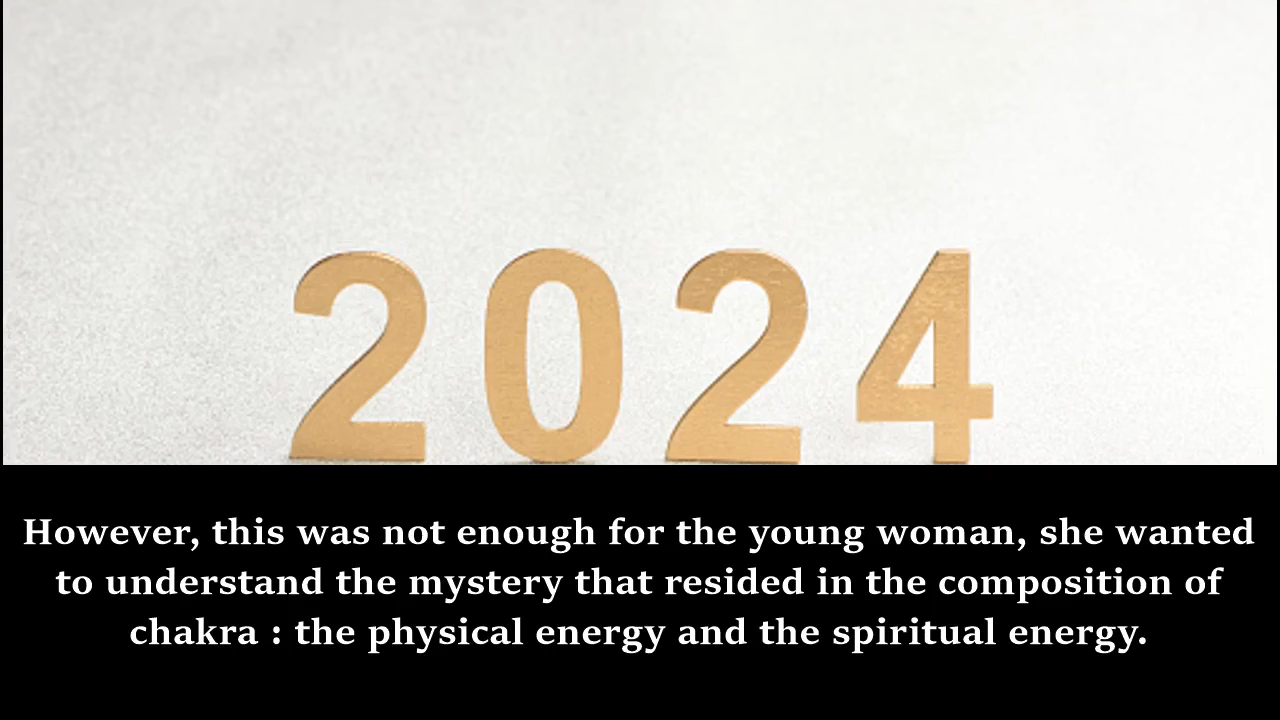 2024
However, this was not enough for the young woman, she wanted
to understand the mystery that resided in the composition of
chakra : the physical energy and the spiritual energy.